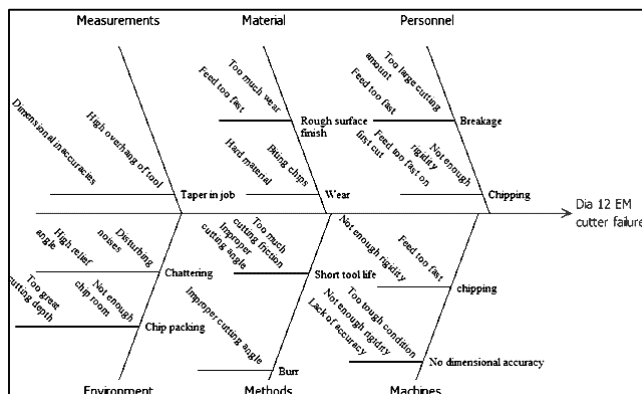 Measurements
Material
Personnel
Dimensional inaccuracies
High overhang of tool
Taper in job
Feed too fast
Too much wear
Rough surface
finish
Hard material
Biting chips
Wear
Feed too fast
Too large cutting
amount
Breakage
Feed too fast on
first cut
Not enough
rigidity
Chipping
Dia 12 EM
cutter failure
High relief
angle
Disturbing
noises
Chattering
Too great
cutting depth
Not enough
chip room
Chip packing
Improper
cutting angle
Too much
cutting friction
Short tool life
Improper cutting angle
Burr
Not enough rigidity
Feed too fast
chipping
Lack of accuracy
Not enough rigidity
Too tough condition
No dimensional accuracy
Environment
Methods
Machines